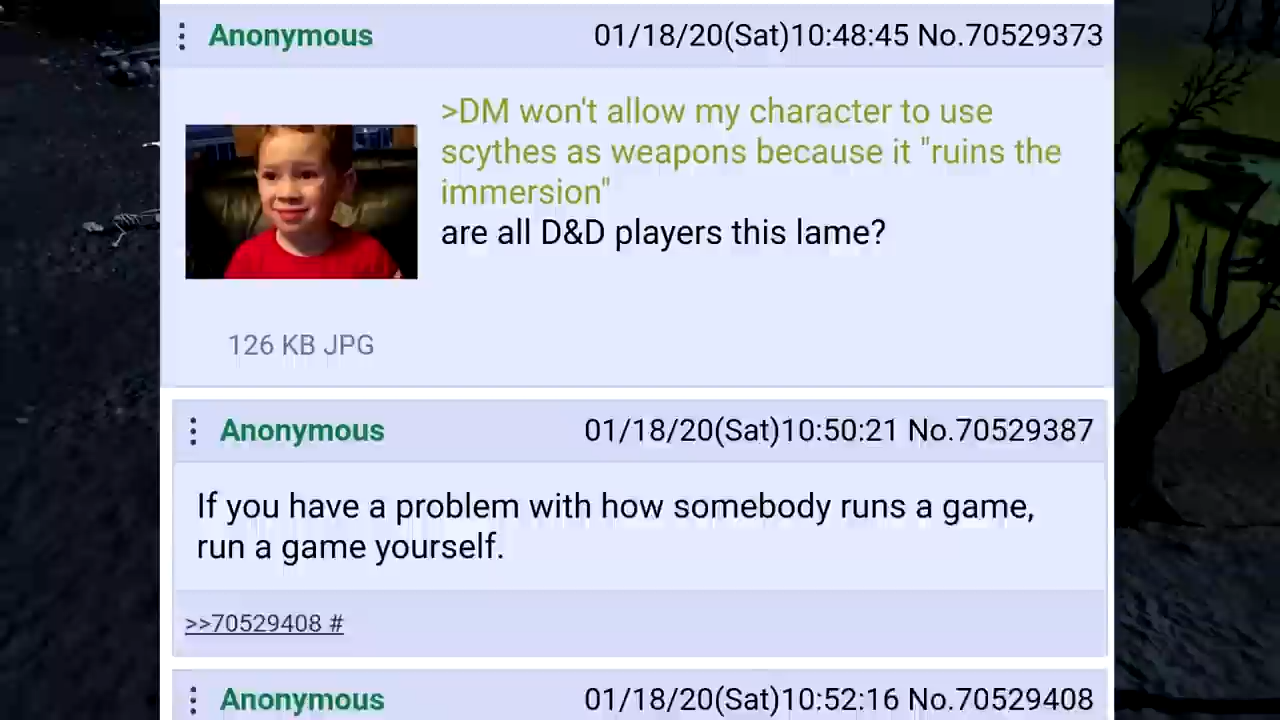 Anonymous 01/18/20(Sat)10:48:45 No.70529373
>DM won't allow my character to use
scythes as weapons because it "ruins the
immersion"
are all D&D players this lame?
126 KB JPG
Anonymous 01/18/20(Sat)10:50:21 No.70529387
If you have a problem with how somebody runs a game,
run a game yourself.
>>70529408 #
Anonymous 01/18/20(Sat)10:52:16 No.70529408